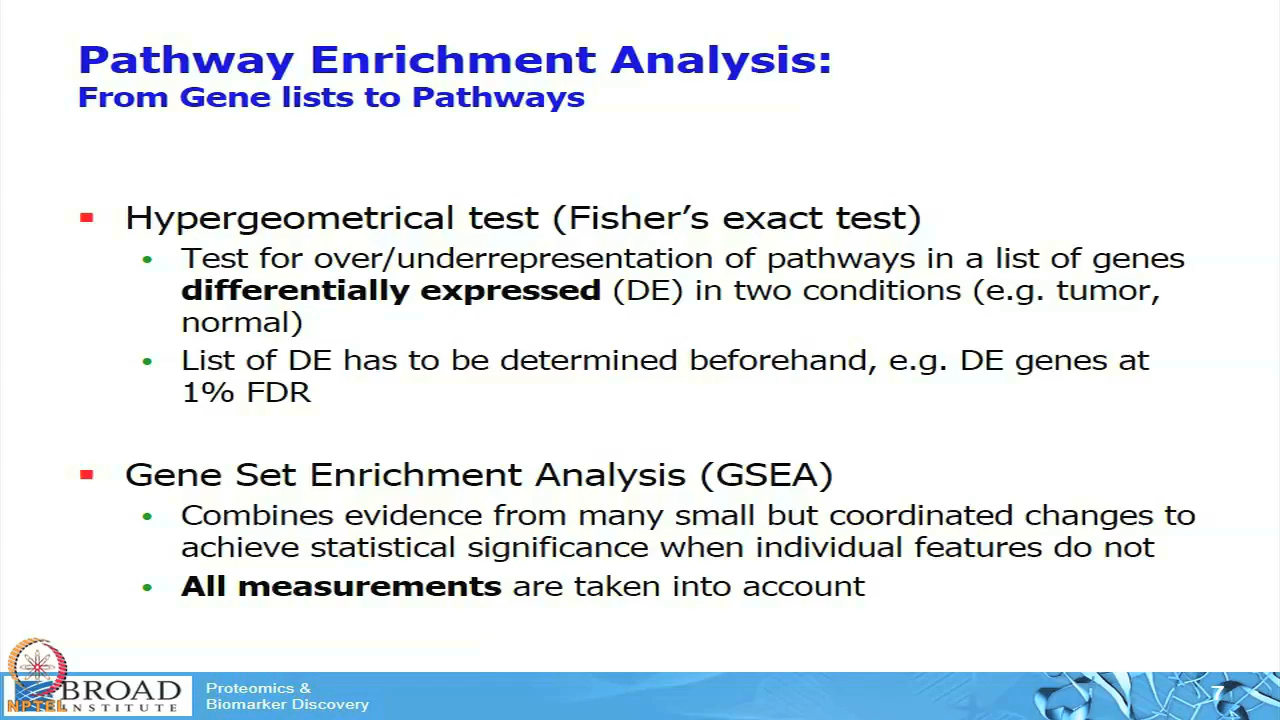 Pathway Enrichment Analysis:
From Gene lists to Pathways
Hypergeometrical test (Fisher’s exact test)
Test for over/underrepresentation of pathways in a list of genes
differentially expressed (DE) in two conditions (e.g. tumor,
normal)
List of DE has to be determined beforehand, e.g. DE genes at
1% FDR
Gene Set Enrichment Analysis (GSEA)
Combines evidence from many small but coordinated changes to
achieve statistical significance when individual features do not
All measurements are taken into account
NPTEL
BROAD
INSTITUTE
Proteomics &
Biomarker Discovery
7